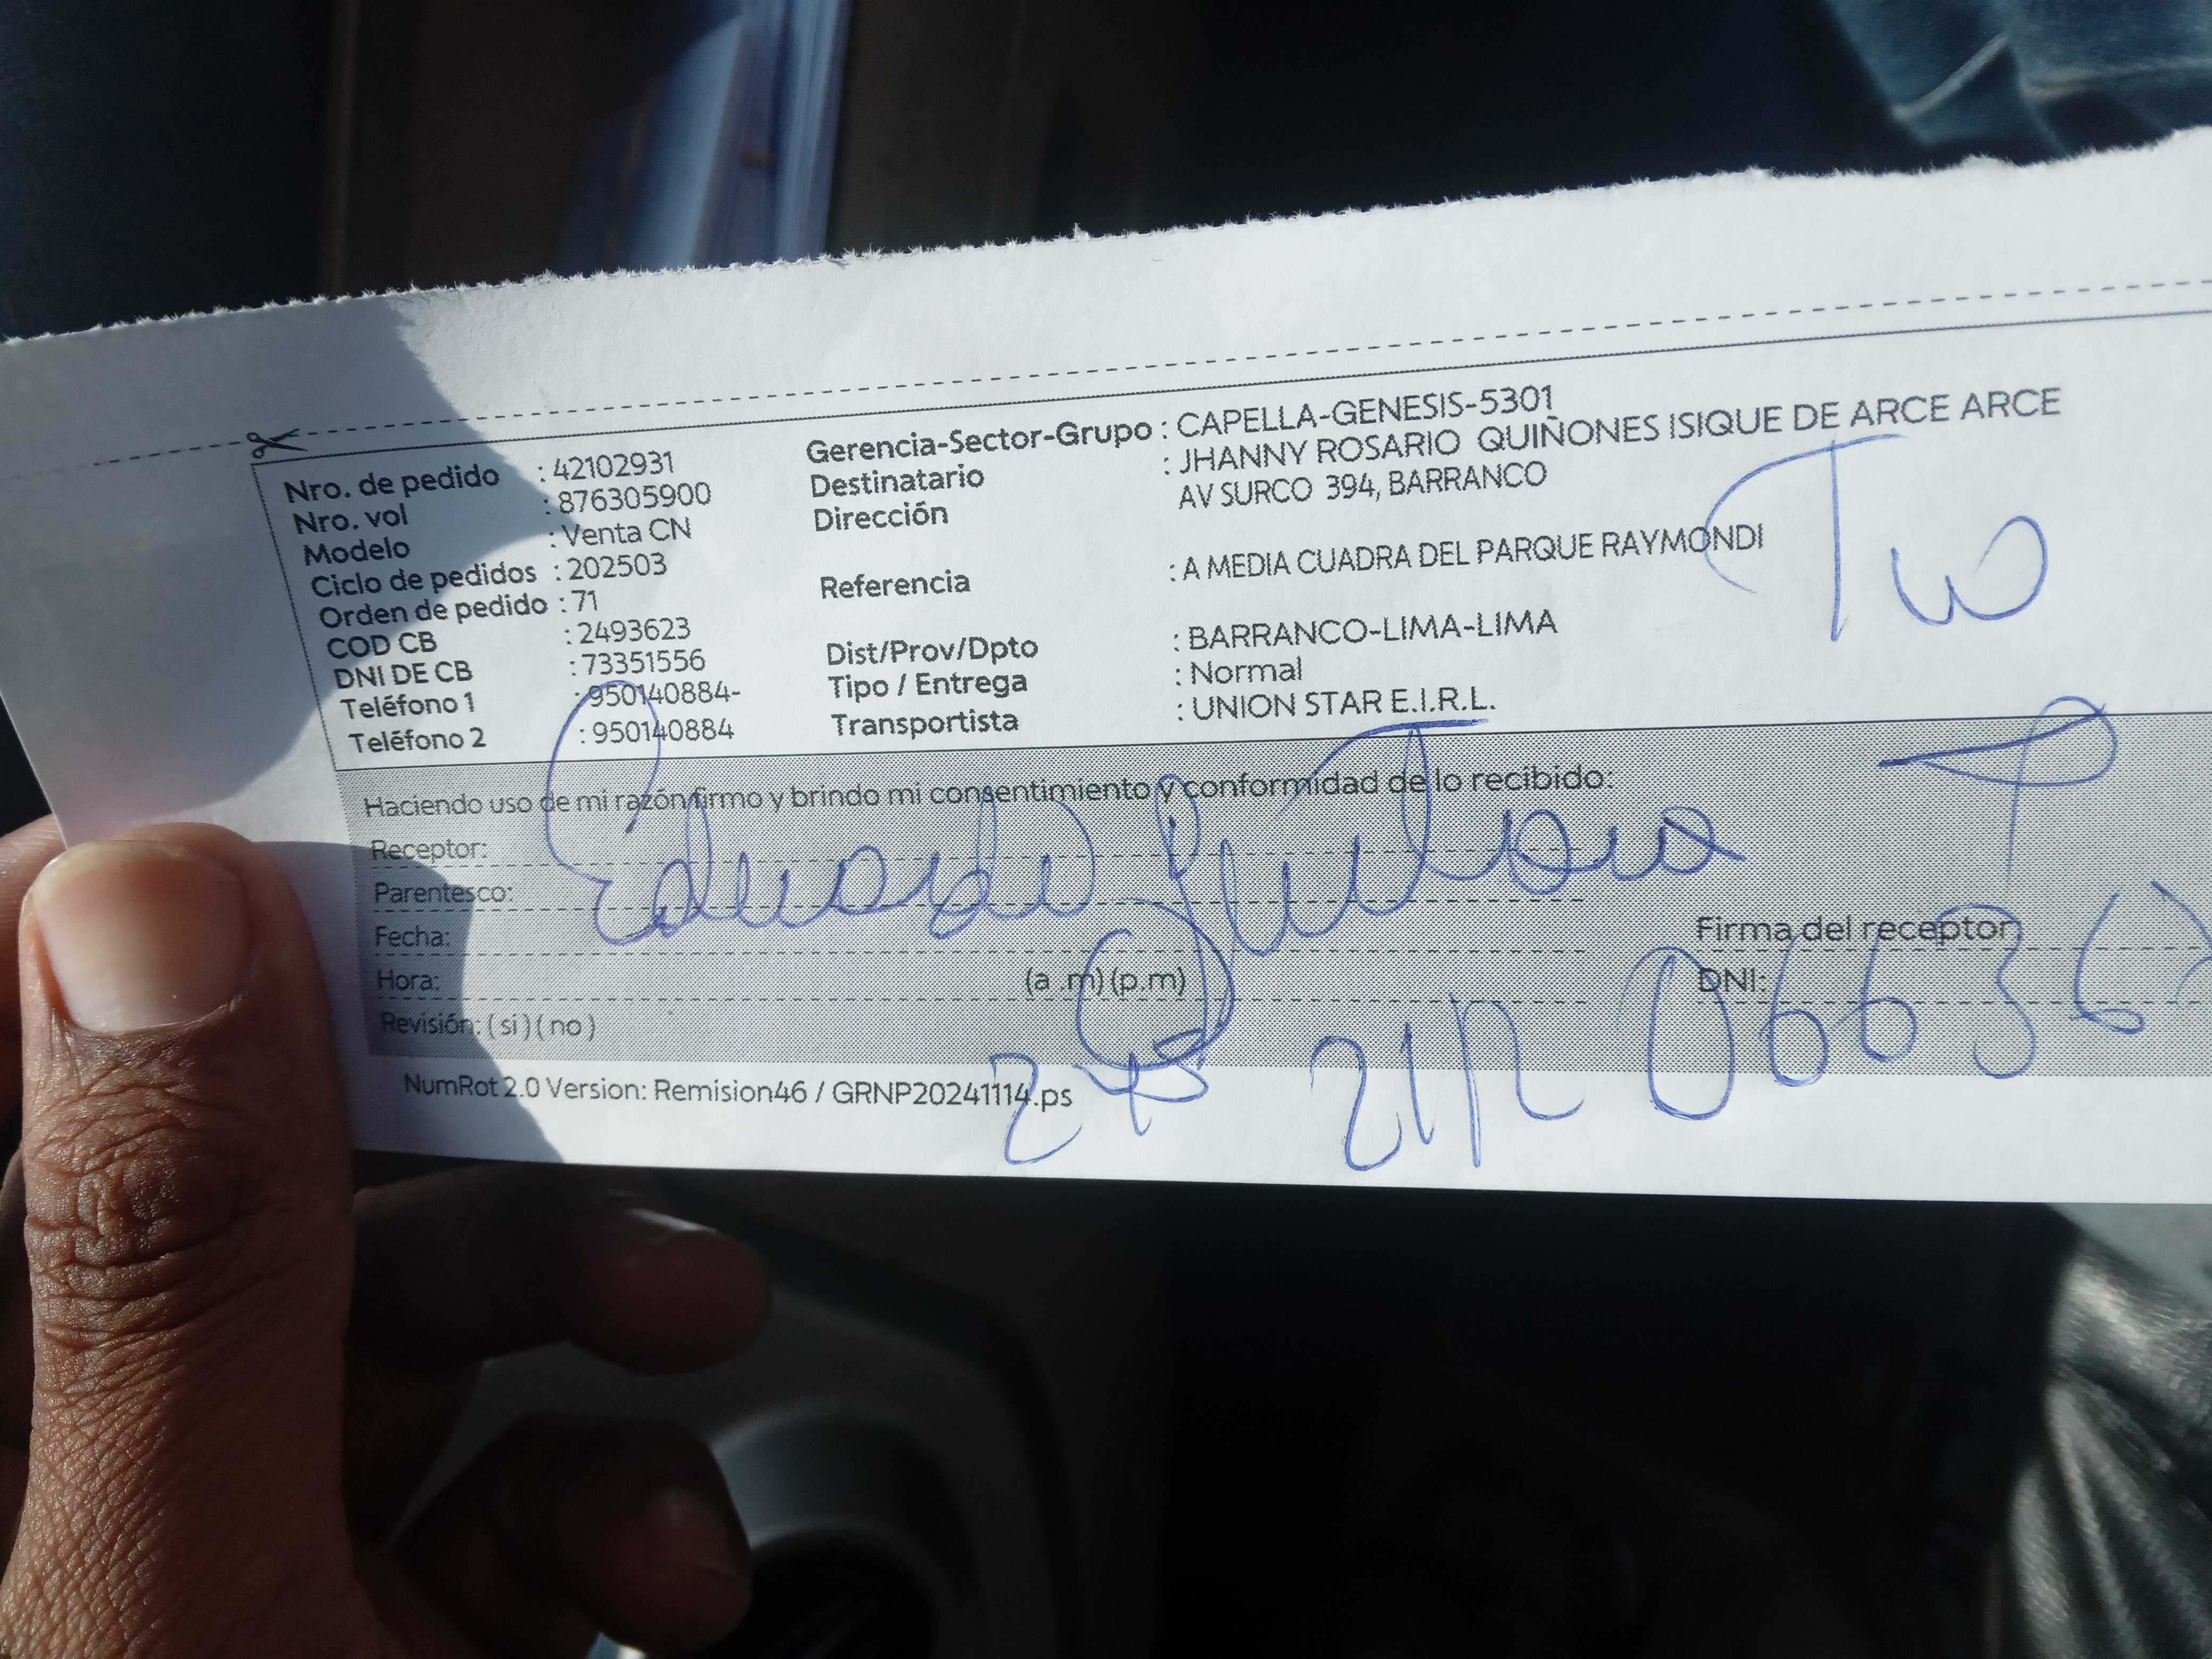 Nro. de pedido : 42102931
Nro. vol : 876305900
Modelo : Venta CN
Ciclo de pedidos : 202503
Orden de pedido : 71
COD CB : 2493623
DNI DE CB : 73351556
Teléfono 1 : 950140884-
Teléfono 2 : 950140884
Gerencia-Sector-Grupo : CAPELLA-GENESIS-5301
Destinatario : JHANNY ROSARIO QUIÑONES ISIQUE DE ARCE ARCE
Dirección AV SURCO 394, BARRANCO
Referencia : A MEDIA CUADRA DEL PARQUE RAYMONDI
Dist/Prov/Dpto : BARRANCO-LIMA-LIMA
Tipo / Entrega : Normal
Transportista : UNION STAR E.I.R.L.
Haciendo uso de mi razón firmo y brindo mi consentimiento y conformidad de lo recibido:
Receptor:
Parentesco:
Fecha:
Hora: (a .m) (p.m)
Revisión: ( si ) ( no )
Firma del receptor
DNI:
NumRot 2.0 Version: Remision46 / GRNP20241114.ps